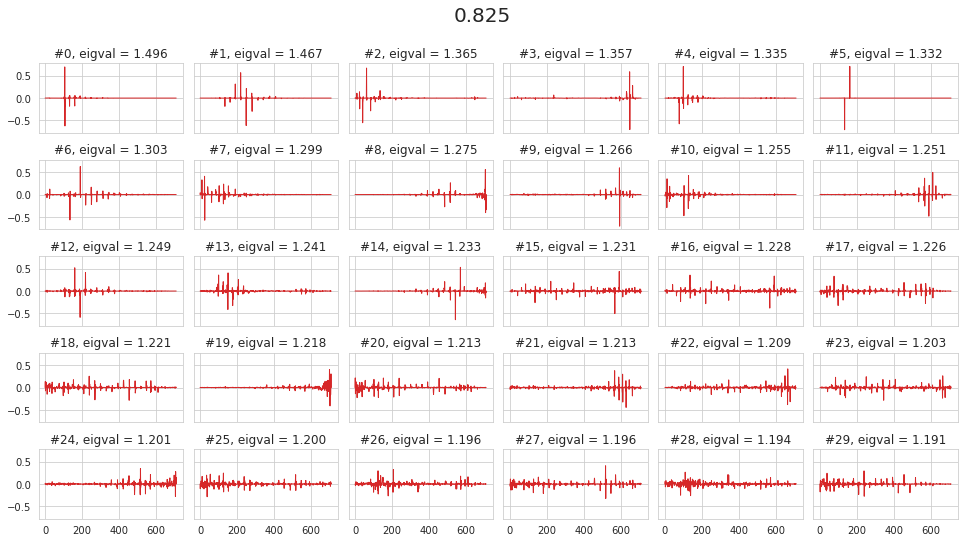 0.825
#0, eigval = 1.496 #1, eigval = 1.467 #2, eigval = 1.365 #3, eigval = 1.357 #4, eigval = 1.335 #5, eigval = 1.332
0.5
0.0
−0.5
#6, eigval = 1.303 #7, eigval = 1.299 #8, eigval = 1.275 #9, eigval = 1.266 #10, eigval = 1.255 #11, eigval = 1.251
0.5
0.0
−0.5
#12, eigval = 1.249 #13, eigval = 1.241 #14, eigval = 1.233 #15, eigval = 1.231 #16, eigval = 1.228 #17, eigval = 1.226
0.5
0.0
−0.5
#18, eigval = 1.221 #19, eigval = 1.218 #20, eigval = 1.213 #21, eigval = 1.213 #22, eigval = 1.209 #23, eigval = 1.203
0.5
0.0
−0.5
#24, eigval = 1.201 #25, eigval = 1.200 #26, eigval = 1.196 #27, eigval = 1.196 #28, eigval = 1.194 #29, eigval = 1.191
0.5
0.0
−0.5
0 200 400 600 0 200 400 600 0 200 400 600 0 200 400 600 0 200 400 600 0 200 400 600